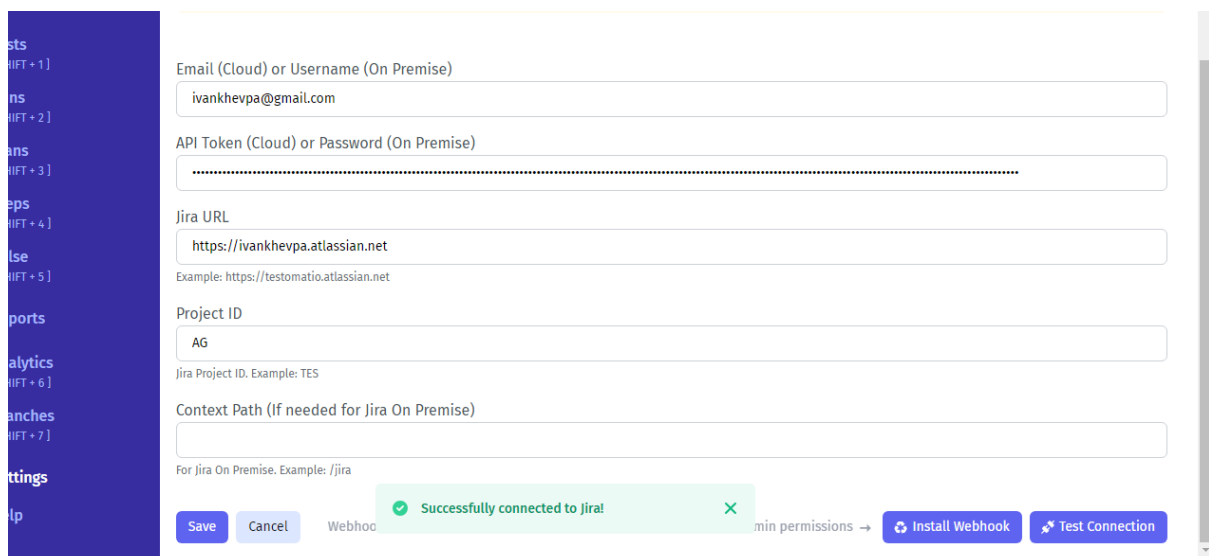 sts
HIFT + 1 ]
ns
HIFT + 2 ]
ans
HIFT + 3 ]
eps
HIFT + 4 ]
lse
HIFT + 5 ]
ports
alytics
HIFT + 6 ]
anches
HIFT + 7 ]
ttings
lp
Email (Cloud) or Username (On Premise)
ivankhevpa@gmail.com
API Token (Cloud) or Password (On Premise)
Jira URL
https://ivankhevpa.atlassian.net
Example: https://testomatio.atlassian.net
Project ID
AG
Jira Project ID. Example: TES
Context Path (If needed for Jira On Premise)
For Jira On Premise. Example: /jira
Successfully connected to Jira!
Save Cancel Webhoo min permissions → Install Webhook Test Connection